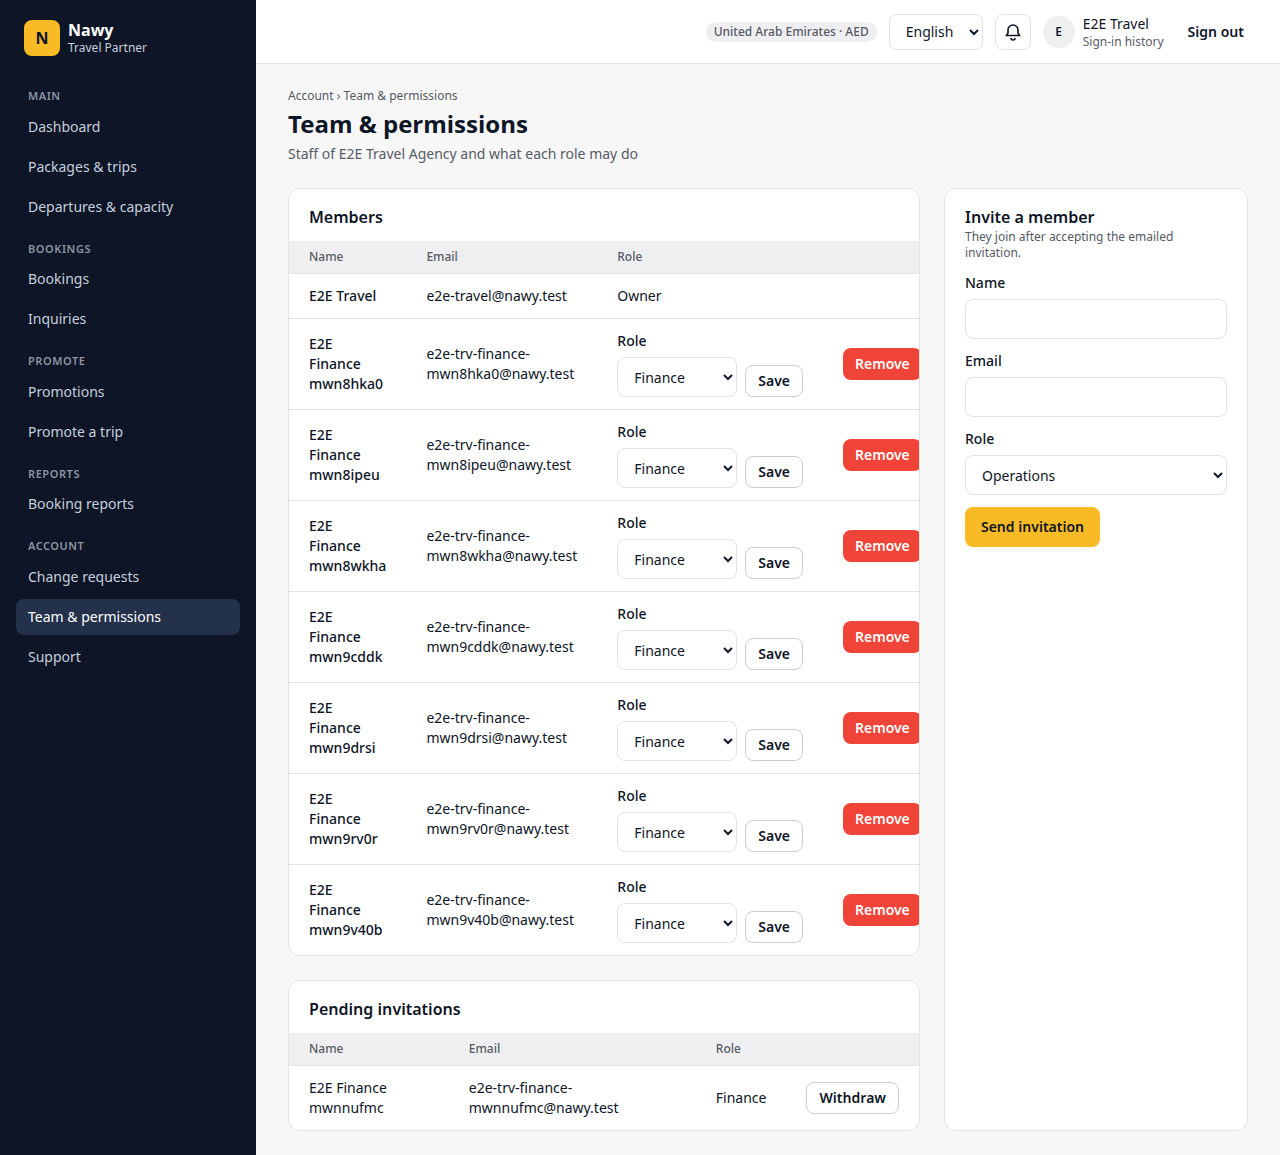 N
Nawy
Travel Partner
MAIN
Dashboard
Packages & trips
Departures & capacity
BOOKINGS
Bookings
Inquiries
PROMOTE
Promotions
Promote a trip
REPORTS
Booking reports
ACCOUNT
Change requests
Team & permissions
Support
United Arab Emirates · AED
English
E
E2E Travel
Sign-in history
Sign out
Account › Team & permissions
Team & permissions
Staff of E2E Travel Agency and what each role may do
Members
Name Email Role
E2E Travel e2e-travel@nawy.test Owner
E2E
Finance
mwn8hka0
e2e-trv-finance-
mwn8hka0@nawy.test
Role
Finance Save Remove
E2E
Finance
mwn8ipeu
e2e-trv-finance-
mwn8ipeu@nawy.test
Role
Finance Save Remove
E2E
Finance
mwn8wkha
e2e-trv-finance-
mwn8wkha@nawy.test
Role
Finance Save Remove
E2E
Finance
mwn9cddk
e2e-trv-finance-
mwn9cddk@nawy.test
Role
Finance Save Remove
E2E
Finance
mwn9drsi
e2e-trv-finance-
mwn9drsi@nawy.test
Role
Finance Save Remove
E2E
Finance
mwn9rv0r
e2e-trv-finance-
mwn9rv0r@nawy.test
Role
Finance Save Remove
E2E
Finance
mwn9v40b
e2e-trv-finance-
mwn9v40b@nawy.test
Role
Finance Save Remove
Pending invitations
Name Email Role
E2E Finance
mwnnufmc
e2e-trv-finance-
mwnnufmc@nawy.test
Finance Withdraw
Invite a member
They join after accepting the emailed
invitation.
Name
Email
Role
Operations
Send invitation